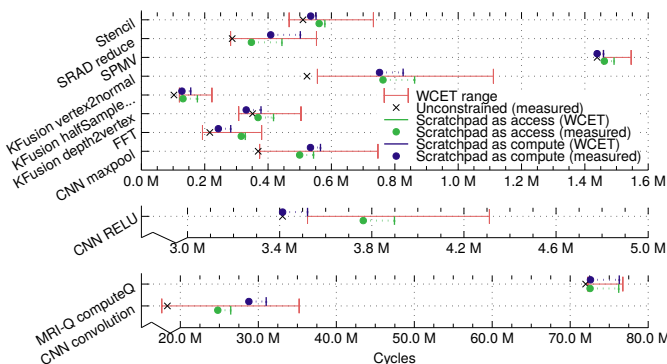 Stencil
SRAD reduce
SPMV
KFusion vertex2normal
KFusion halfSample...
KFusion depth2vertex
FFT
CNN maxpool
WCET range
Unconstrained (measured)
Scratchpad as access (WCET)
Scratchpad as access (measured)
Scratchpad as compute (WCET)
Scratchpad as compute (measured)
0.0 M 0.2 M 0.4 M 0.6 M 0.8 M 1.0 M 1.2 M 1.4 M 1.6 M
CNN RELU
3.0 M 3.4 M 3.8 M 4.2 M 4.6 M 5.0 M
MRI-Q computeQ
CNN convolution
20.0 M 30.0 M 40.0 M 50.0 M 60.0 M 70.0 M 80.0 M
Cycles